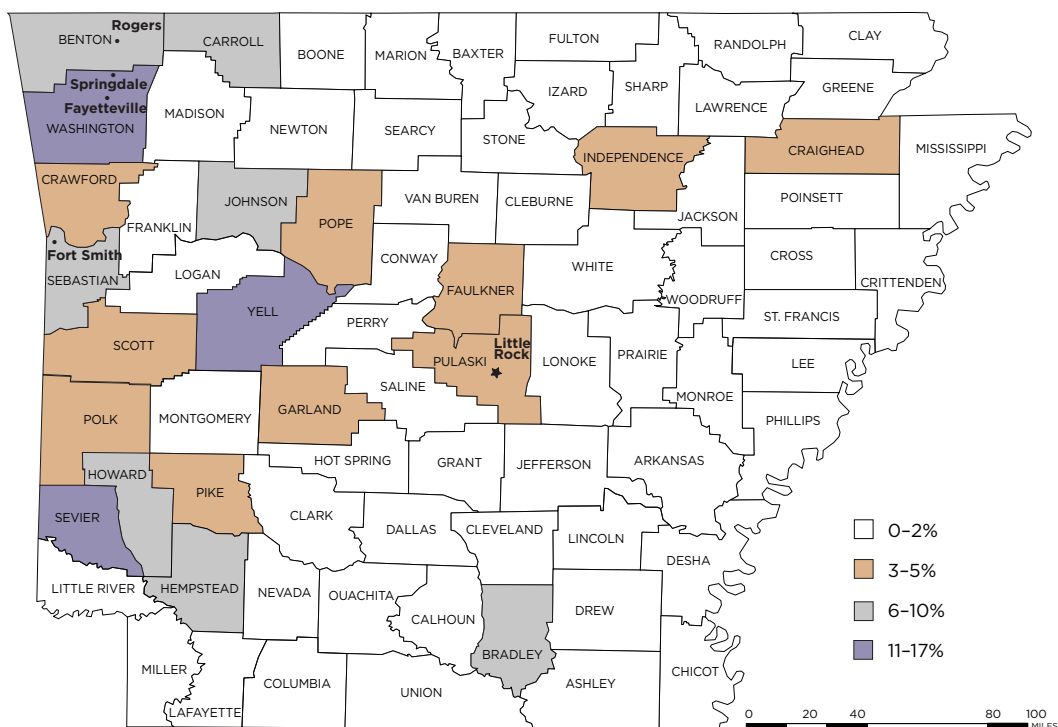 Rogers
BENTON
CARROLL
BOONE
MARION
BAXTER
FULTON
RANDOLPH
CLAY
Springdale
Fayetteville
WASHINGTON
MADISON
NEWTON
SEARCY
STONE
IZARD
SHARP
LAWRENCE
GREENE
CRAWFORD
FRANKLIN
JOHNSON
POPE
VAN BUREN
CLEBURNE
INDEPENDENCE
JACKSON
CRAIGHEAD
MISSISSIPPI
POINSETT
Fort Smith
SEBASTIAN
LOGAN
CONWAY
FAULKNER
WHITE
WOODRUFF
CROSS
CRITTENDEN
ST. FRANCIS
SCOTT
YELL
PERRY
PULASKI
Little
Rock
LONOKE
PRAIRIE
MONROE
LEE
PHILLIPS
POLK
MONTGOMERY
GARLAND
SALINE
HOT SPRING
GRANT
JEFFERSON
ARKANSAS
HOWARD
PIKE
CLARK
DALLAS
CLEVELAND
LINCOLN
DESHA
SEVIER
LITTLE RIVER
HEMPSTEAD
NEVADA
OUACHITA
CALHOUN
BRADLEY
DREW
MILLER
LAFAYETTE
COLUMBIA
UNION
ASHLEY
CHICOT
0–2%
3–5%
6–10%
11–17%
0 20 40 80 100
MILES